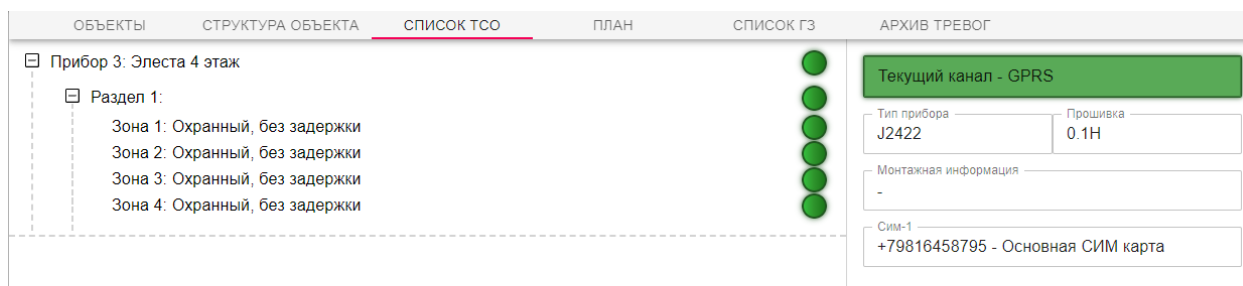 ОБЪЕКТЫ СТРУКТУРА ОБЪЕКТА СПИСОК ТСО ПЛАН СПИСОК ГЗ АРХИВ ТРЕВОГ
Прибор 3: Элеста 4 этаж
Раздел 1:
Зона 1: Охранный, без задержки
Зона 2: Охранный, без задержки
Зона 3: Охранный, без задержки
Зона 4: Охранный, без задержки
Текущий канал - GPRS
Тип прибора Прошивка
J2422 0.1H
Монтажная информация
-
Сим-1
+79816458795 - Основная СИМ карта